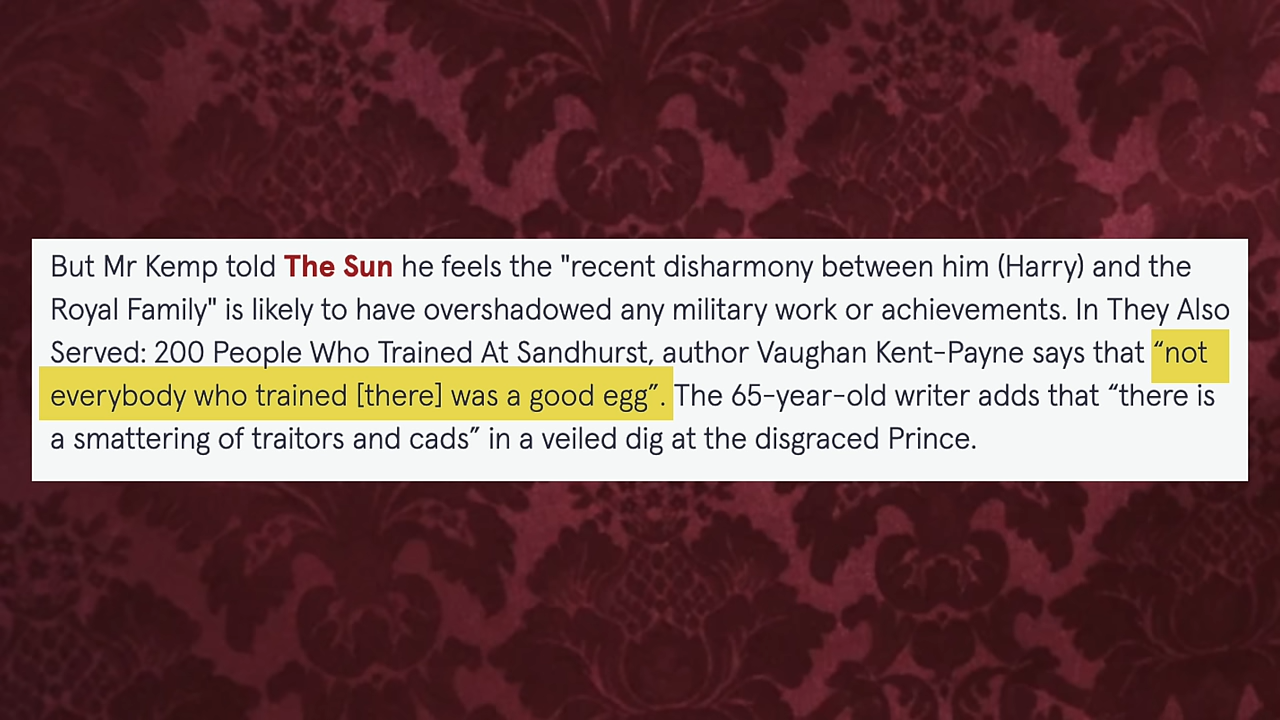 But Mr Kemp told The Sun he feels the "recent disharmony between him (Harry) and the
Royal Family" is likely to have overshadowed any military work or achievements. In They Also
Served: 200 People Who Trained At Sandhurst, author Vaughan Kent-Payne says that “not
everybody who trained [there] was a good egg”. The 65-year-old writer adds that “there is
a smattering of traitors and cads” in a veiled dig at the disgraced Prince.